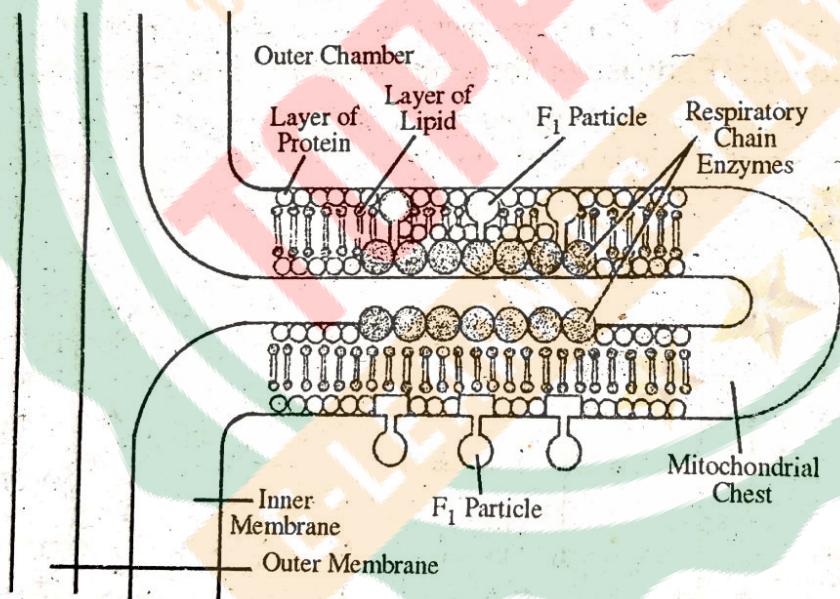 Outer Chamber
Layer of
Protein
Layer of
Lipid
F₁ Particle
Respiratory
Chain
Enzymes
Mitochondrial
Chest
F₁ Particle
Inner
Membrane
Outer Membrane